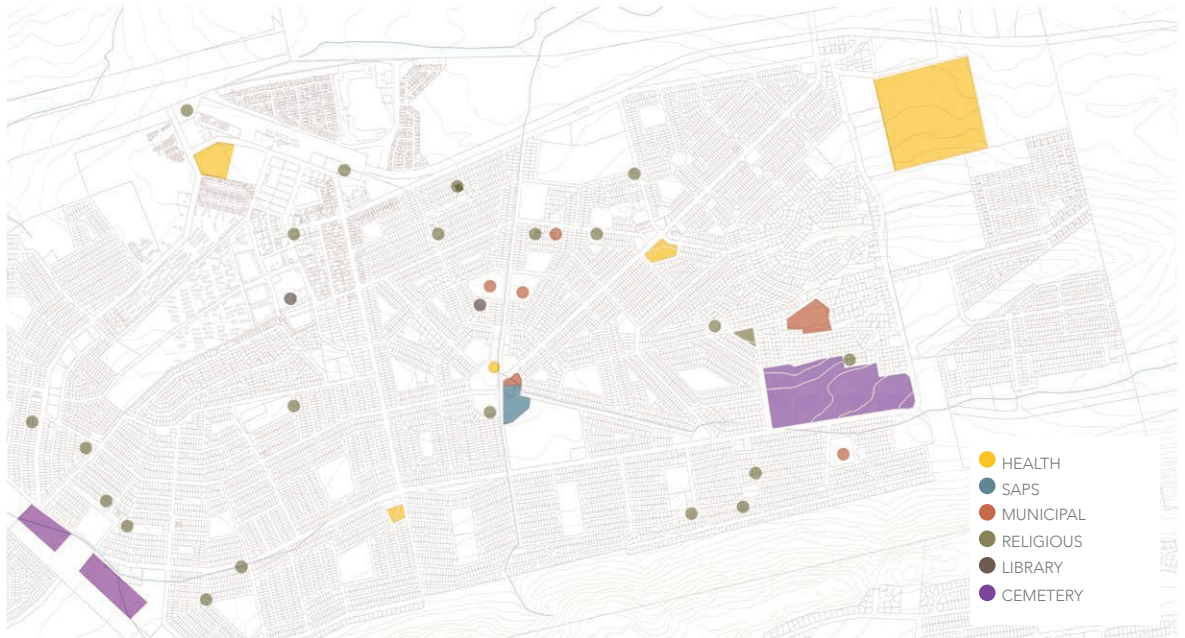 HEALTH
SAPS
MUNICIPAL
RELIGIOUS
LIBRARY
CEMETERY